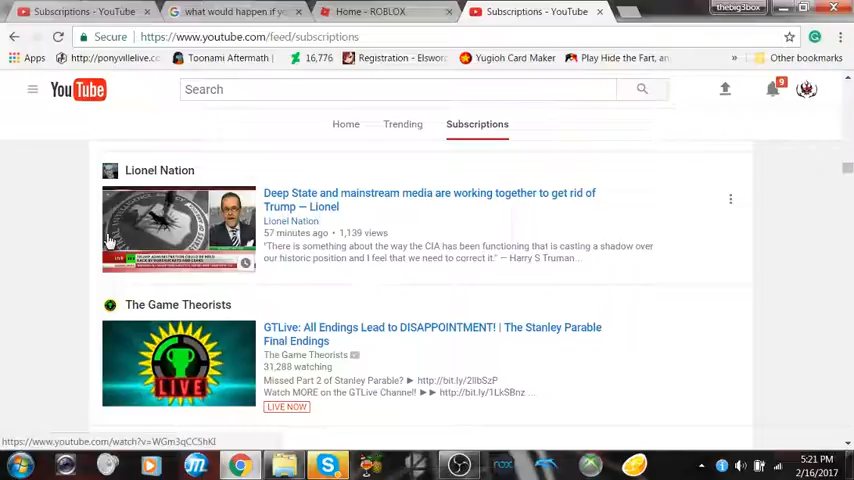 Subscriptions - YouTube
what would happen if yo
Home - ROBLOX
Subscriptions - YouTube
thebig3box
Secure
https://www.youtube.com/feed/subscriptions
Apps
http://ponyvillelive.c
Toonami Aftermath
16,776
Registration - Elswor
Yugioh Card Maker
Play Hide the Fart, an
»
Other bookmarks
YouTube
Search
9
Home
Trending
Subscriptions
Lionel Nation
Deep State and mainstream media are working together to get rid of
Trump — Lionel
Lionel Nation
57 minutes ago • 1,139 views
"There is something about the way the CIA has been functioning that is casting a shadow over
our historic position and I feel that we need to correct it." — Harry S Truman...
The Game Theorists
LIVE
GTLive: All Endings Lead to DISAPPOINTMENT! | The Stanley Parable
Final Endings
The Game Theorists
31,288 watching
Missed Part 2 of Stanley Parable? ► http://bit.ly/2lIbSzP
Watch MORE on the GTLive Channel! ►► http://bit.ly/1LkSBnz ...
LIVE NOW
https://www.youtube.com/watch?v=WGm3qCC5hKI
nox
5:21 PM
2/16/2017